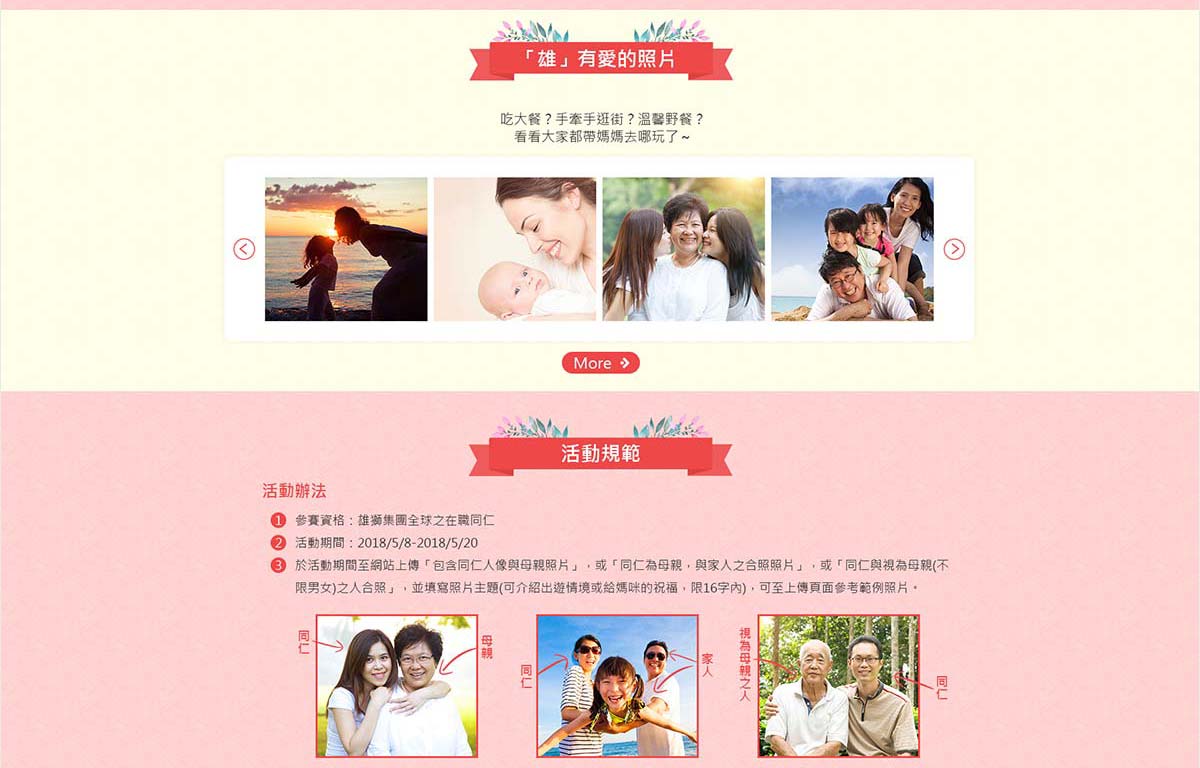 「雄」有愛的照片
吃大餐？手牽手逛街？溫馨野餐？
看看大家都帶媽媽去哪玩了～
More
活動規範
活動辦法
1 參賽資格：雄獅集團全球之在職同仁
2 活動期間：2018/5/8-2018/5/20
3 於活動期間至網站上傳「包含同仁人像與母親照片」，或「同仁為母親，與家人之合照照片」，或「同仁與視為母親(不
限男女)之人合照」，並填寫照片主題(可介紹出遊情境或給媽咪的祝福，限16字內)，可至上傳頁面參考範例照片。
同仁
母親
同仁
家人
視為母親之人
同仁